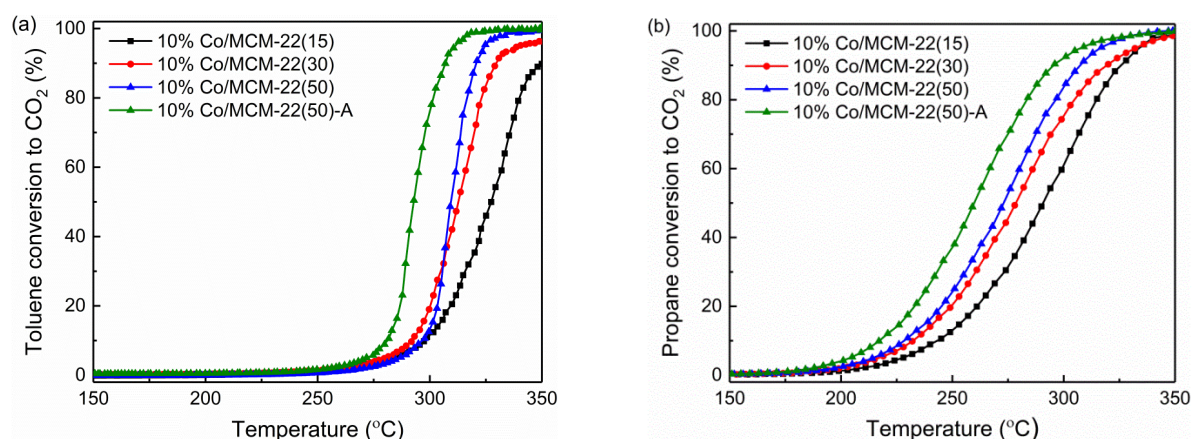 (a)
Toluene conversion to CO2 (%)
100
80
60
40
20
0
10% Co/MCM-22(15)
10% Co/MCM-22(30)
10% Co/MCM-22(50)
10% Co/MCM-22(50)-A
150 200 250 300 350
Temperature (°C)
(b)
Propane conversion to CO2 (%)
100
80
60
40
20
0
10% Co/MCM-22(15)
10% Co/MCM-22(30)
10% Co/MCM-22(50)
10% Co/MCM-22(50)-A
150 200 250 300 350
Temperature (°C)